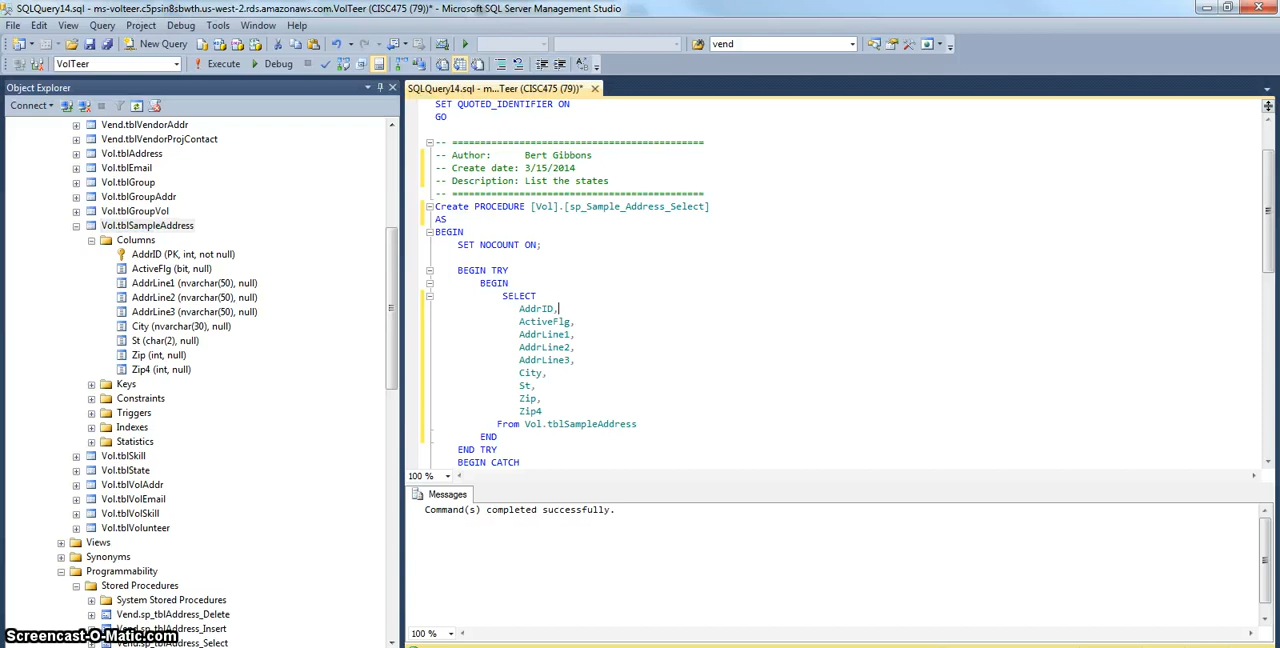 SQLQuery14.sql - ms-volteer.c5psin8sbwth.us-west-2.rds.amazonaws.com.VolTeer (CISC475 (79))* - Microsoft SQL Server Management Studio
File Edit View Query Project Debug Tools Window Help
New Query vend
VolTeer Execute Debug
Object Explorer
SQLQuery14.sql - m...Teer (CISC475 (79))*
Connect
Vend.tblVendorAddr
Vend.tblVendorProjContact
Vol.tblAddress
Vol.tblEmail
Vol.tblGroup
Vol.tblGroupAddr
Vol.tblGroupVol
Vol.tblSampleAddress
Columns
AddrID (PK, int, not null)
ActiveFlg (bit, null)
AddrLine1 (nvarchar(50), null)
AddrLine2 (nvarchar(50), null)
AddrLine3 (nvarchar(50), null)
City (nvarchar(30), null)
St (char(2), null)
Zip (int, null)
Zip4 (int, null)
Keys
Constraints
Triggers
Indexes
Statistics
Vol.tblSkill
Vol.tblState
Vol.tblVolAddr
Vol.tblVolEmail
Vol.tblVolSkill
Vol.tblVolunteer
Views
Synonyms
Programmability
Stored Procedures
System Stored Procedures
Vend.sp_tblAddress_Delete
Vend.sp_tblAddress_Insert
Vend.sp_tblAddress_Select
SET QUOTED_IDENTIFIER ON
GO
-- =============================================
-- Author: Bert Gibbons
-- Create date: 3/15/2014
-- Description: List the states
-- =============================================
Create PROCEDURE [Vol].[sp_Sample_Address_Select]
AS
BEGIN
SET NOCOUNT ON;
BEGIN TRY
BEGIN
SELECT
AddrID,
ActiveFlg,
AddrLine1,
AddrLine2,
AddrLine3,
City,
St,
Zip,
Zip4
From Vol.tblSampleAddress
END
END TRY
BEGIN CATCH
100 %
Messages
Command(s) completed successfully.
100 %
Screencast-O-Matic.com